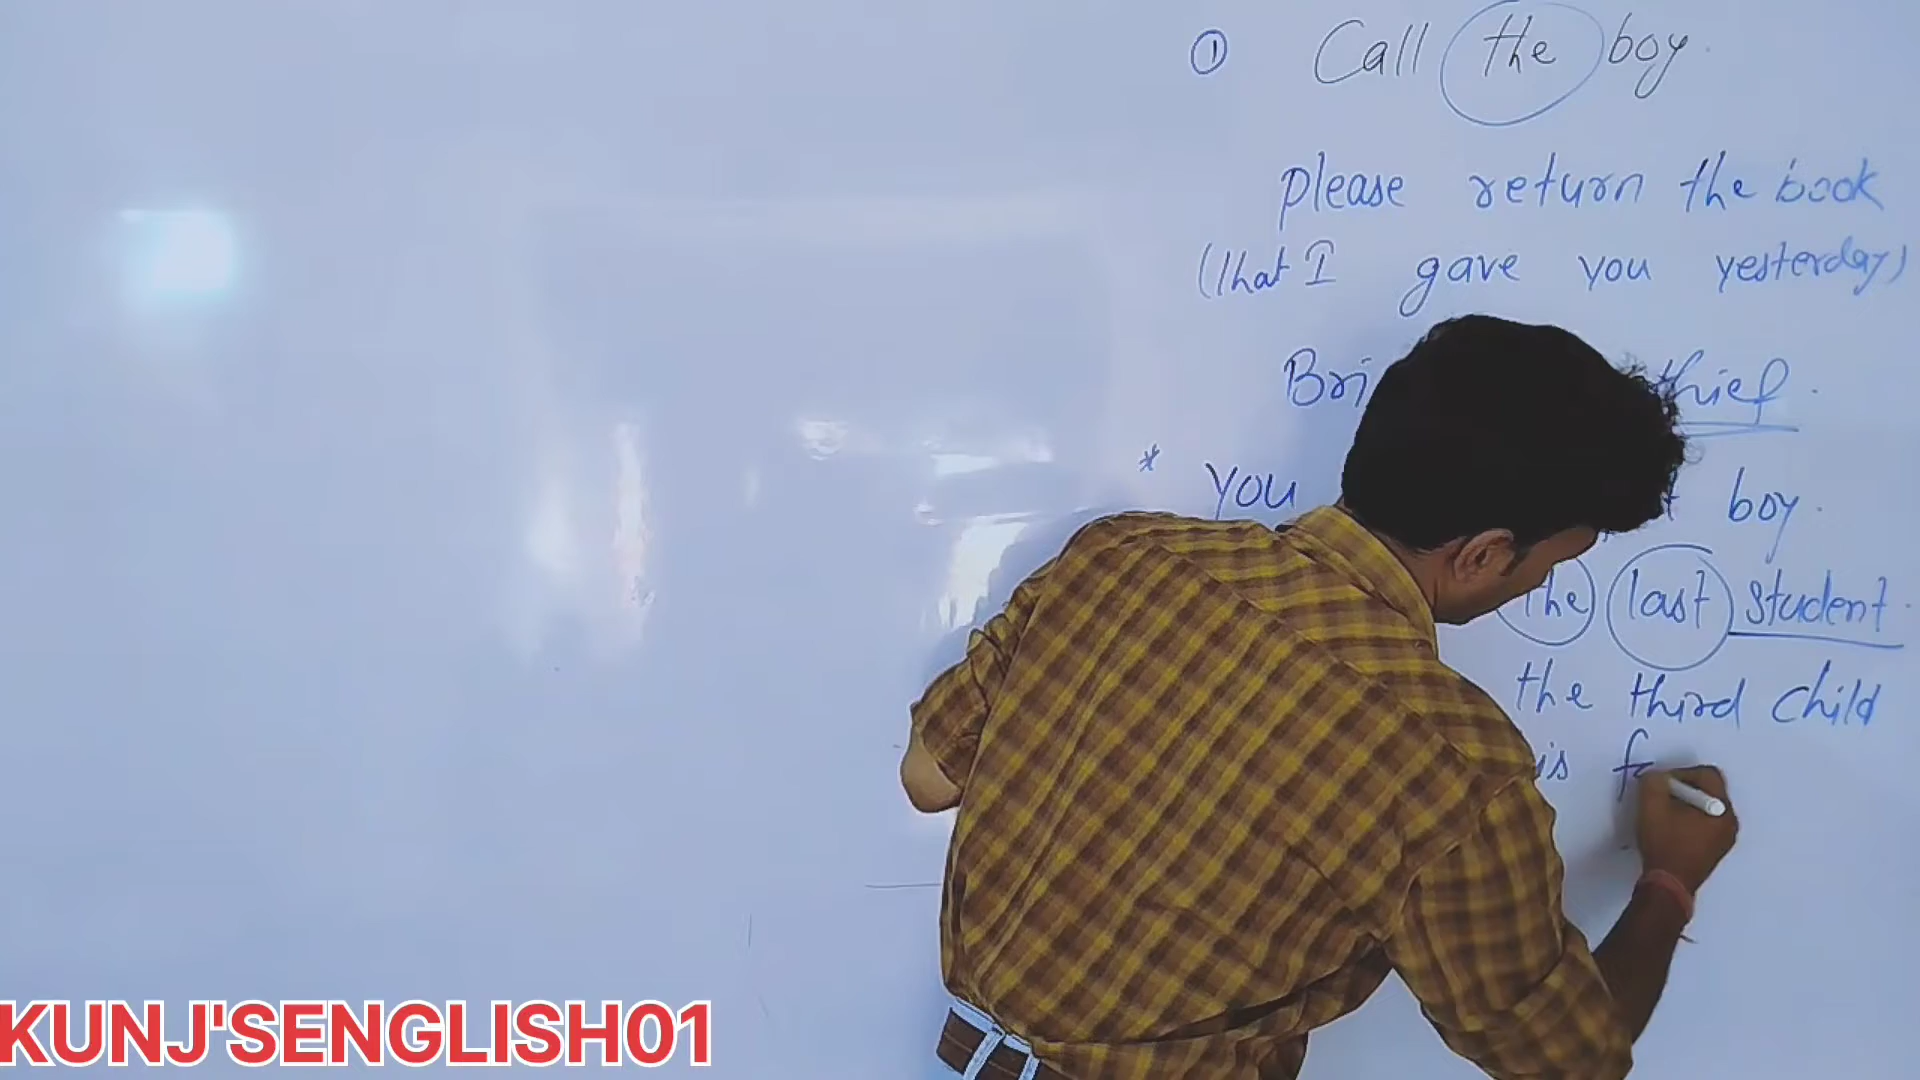 ① Call the boy.
please return the book
(that I gave you yesterday)
thief.
* you boy.
the last student.
the third child
is
KUNJ'SENGLISH01